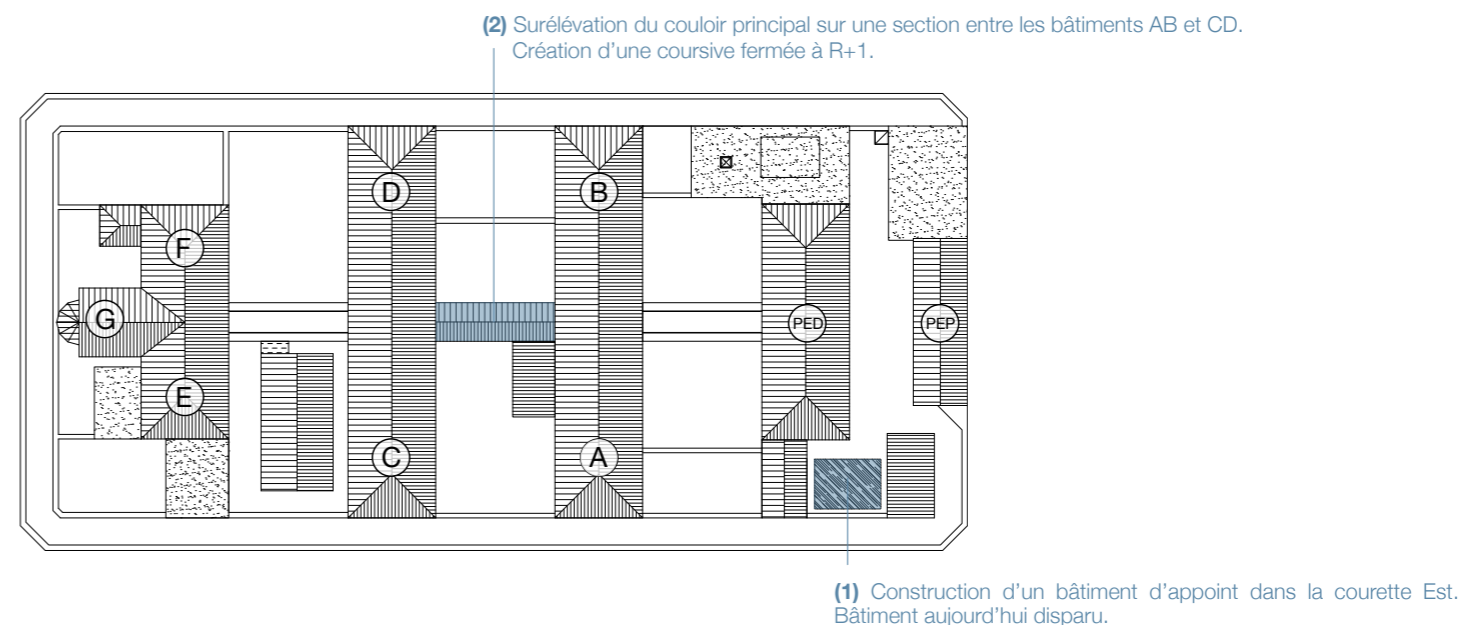 (2) Surélévation du couloir principal sur une section entre les bâtiments AB et CD.
Création d’une coursive fermée à R+1.
D
B
F
G
PED
PEP
E
C
A
(1) Construction d’un bâtiment d’appoint dans la courette Est.
Bâtiment aujourd’hui disparu.